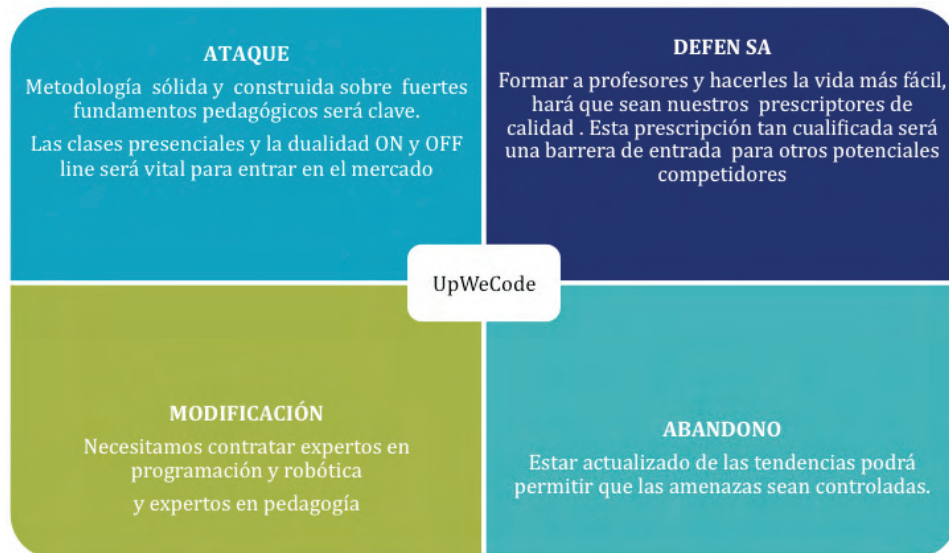 ATAQUE
Metodología sólida y construida sobre fuertes
fundamentos pedagógicos será clave.
Las clases presenciales y la dualidad ON y OFF
line será vital para entrar en el mercado
DEFEN SA
Formar a profesores y hacerles la vida más fácil,
hará que sean nuestros prescriptores de
calidad . Esta prescripción tan cualificada será
una barrera de entrada para otros potenciales
competidores
UpWeCode
MODIFICACIÓN
Necesitamos contratar expertos en
programación y robótica
y expertos en pedagogía
ABANDONO
Estar actualizado de las tendencias podrá
permitir que las amenazas sean controladas.